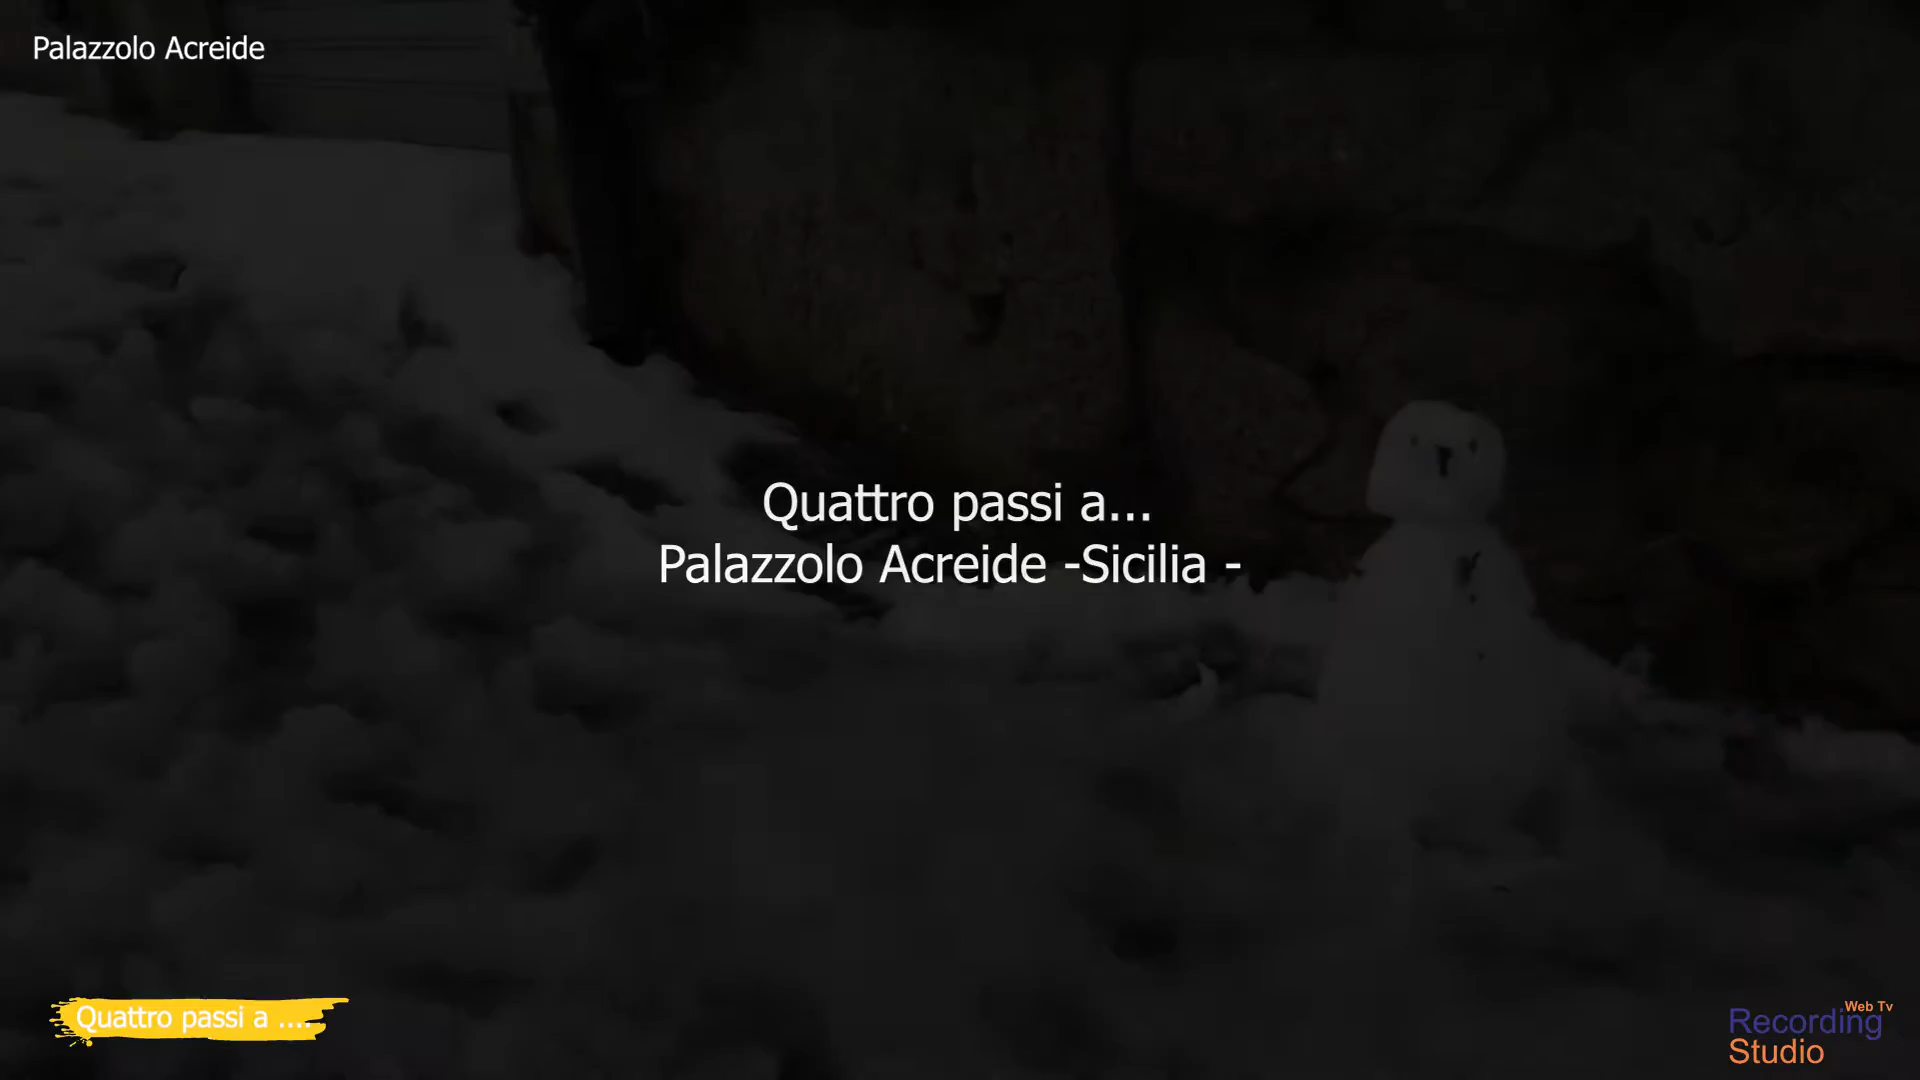 Palazzolo Acreide
Quattro passi a...
Palazzolo Acreide -Sicilia -
Quattro passi a ....
Web Tv
Recording
Studio